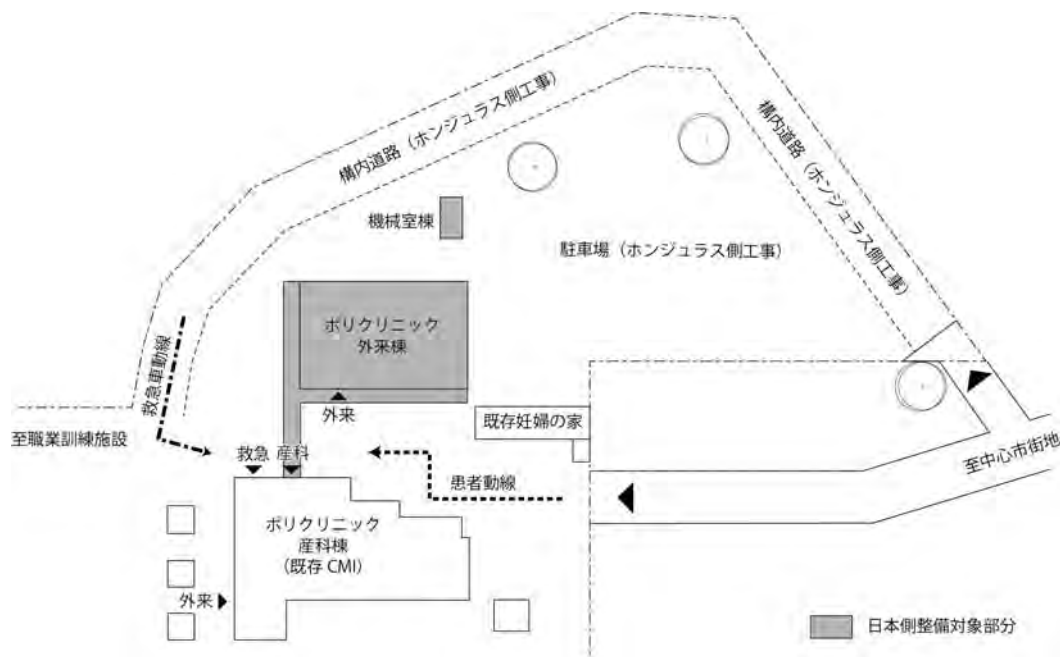 構内道路（ホンジュラス側工事）
構内道路（ホンジュラス側工事）
機械室棟
駐車場（ホンジュラス側工事）
ポリクリニック
外来棟
救急車動線
外来
既存妊婦の家
至職業訓練施設
救急
産科
至中心市街地
患者動線
ポリクリニック
産科棟
（既存 CMI）
外来
日本側整備対象部分